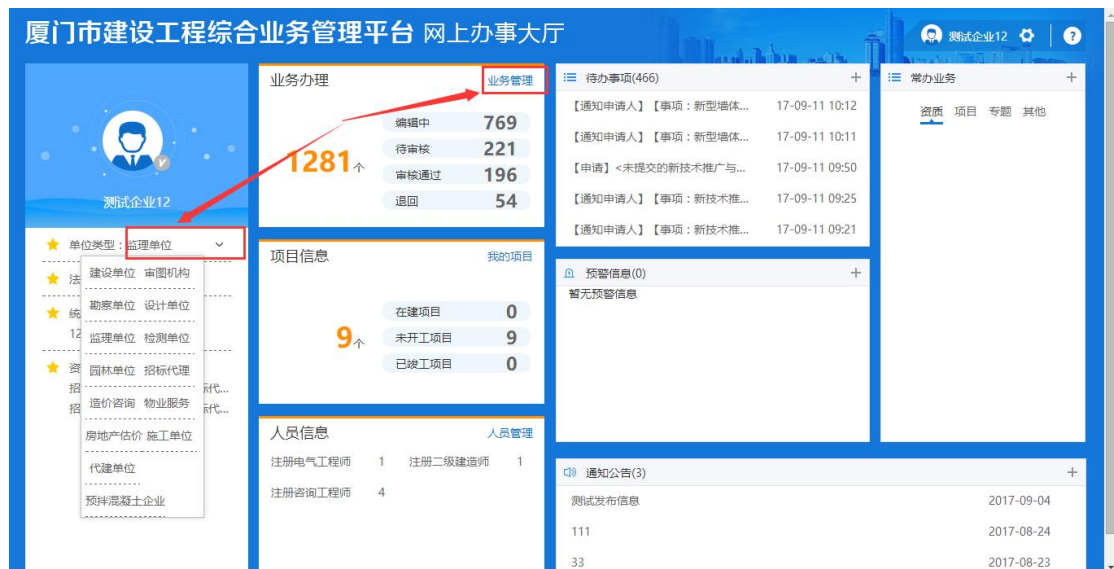 厦门市建设工程综合业务管理平台 网上办事大厅
测试企业12
测试企业12
单位类型：监理单位
法
统
12
资
招
标代...
招
标代...
建设单位 审图机构
勘察单位 设计单位
监理单位 检测单位
园林单位 招标代理
造价咨询 物业服务
房地产估价 施工单位
代建单位
预拌混凝土企业
业务办理 业务管理
1281个
编辑中 769
待审核 221
审核通过 196
退回 54
项目信息 我的项目
9个
在建项目 0
未开工项目 9
已竣工项目 0
人员信息 人员管理
注册电气工程师 1 注册二级建造师 1
注册咨询工程师 4
待办事项(466) +
【通知申请人】【事项：新型墙体... 17-09-11 10:12
【通知申请人】【事项：新型墙体... 17-09-11 10:11
【申请】<未提交的新技术推广与... 17-09-11 09:50
【通知申请人】【事项：新技术推... 17-09-11 09:25
【通知申请人】【事项：新技术推... 17-09-11 09:21
预警信息(0) +
暂无预警信息
常办业务 +
资质 项目 专题 其他
通知公告(3) +
测试发布信息 2017-09-04
111 2017-08-24
33 2017-08-23